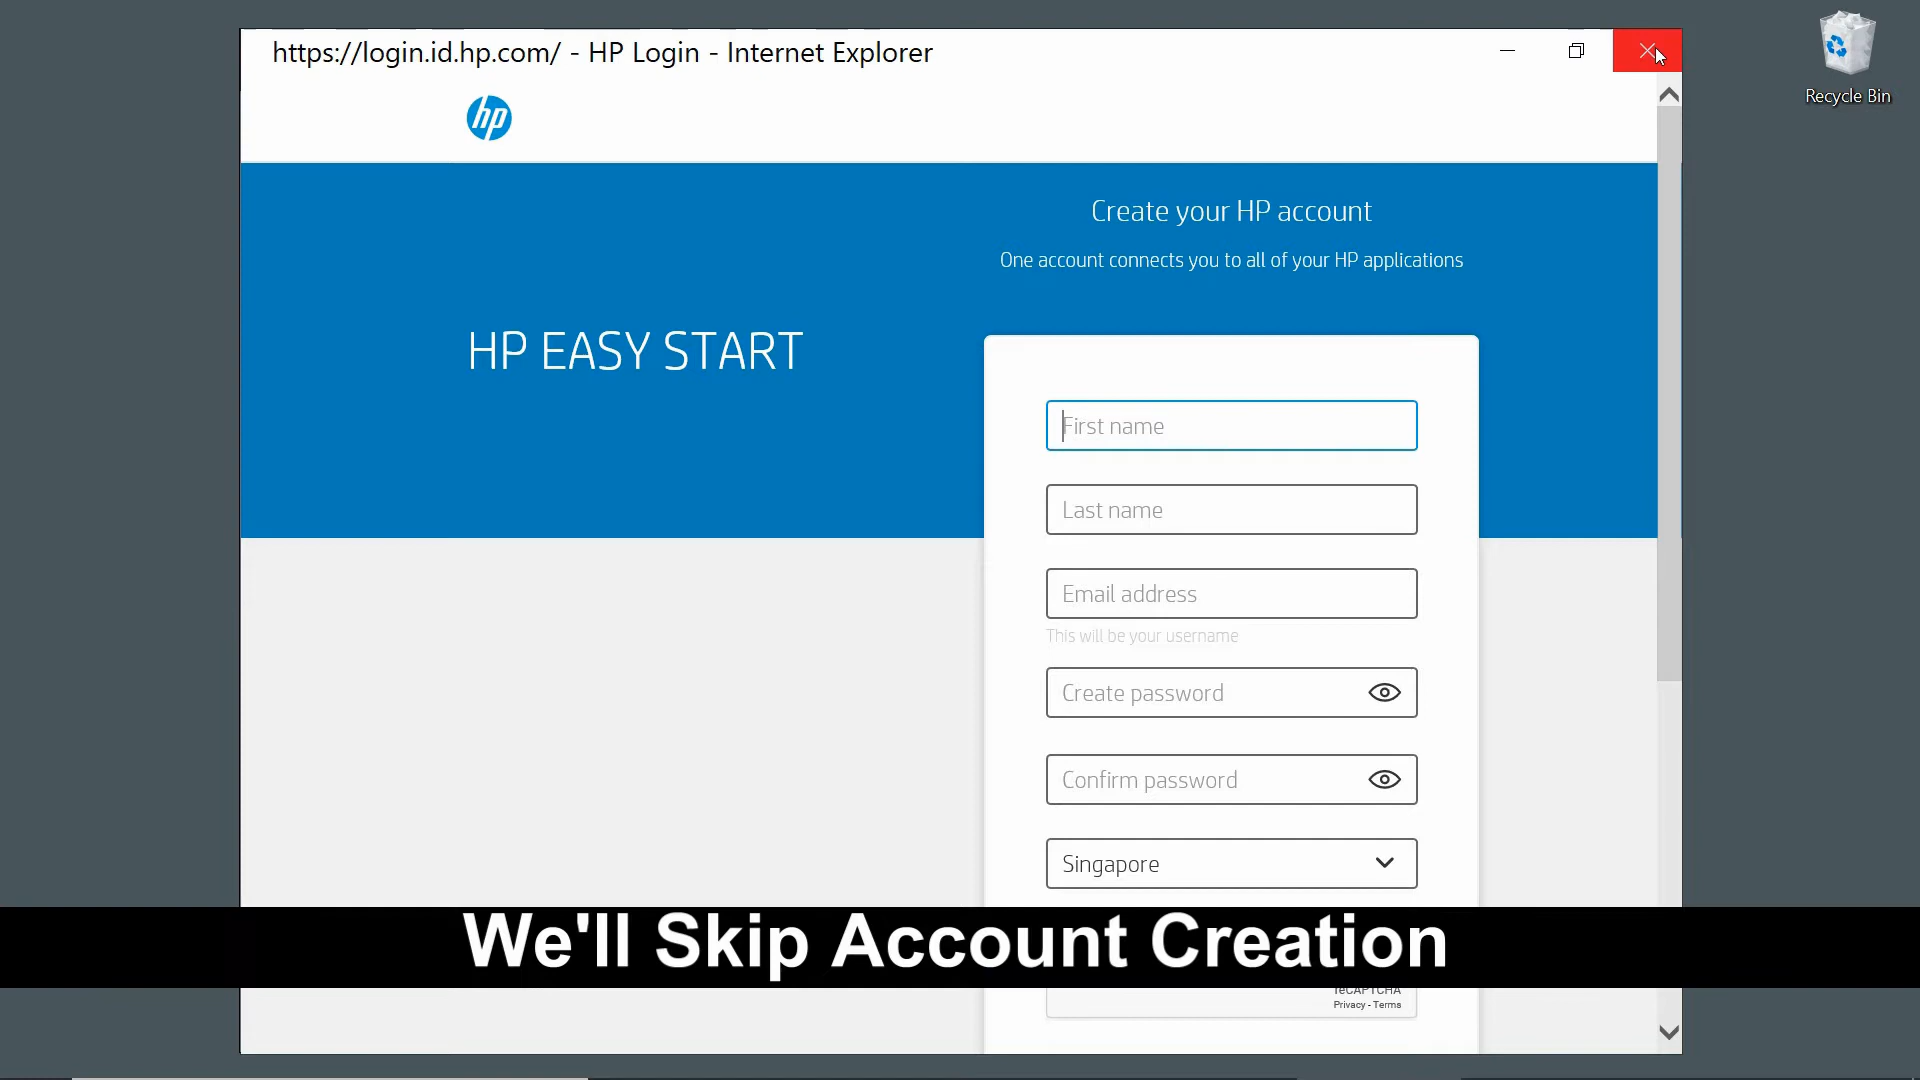 https://login.id.hp.com/ - HP Login - Internet Explorer
Recycle Bin
hp
Create your HP account
One account connects you to all of your HP applications
HP EASY START
First name
Last name
Email address
This will be your username
Create password
Confirm password
Singapore
We'll Skip Account Creation
reCAPTCHA
Privacy - Terms